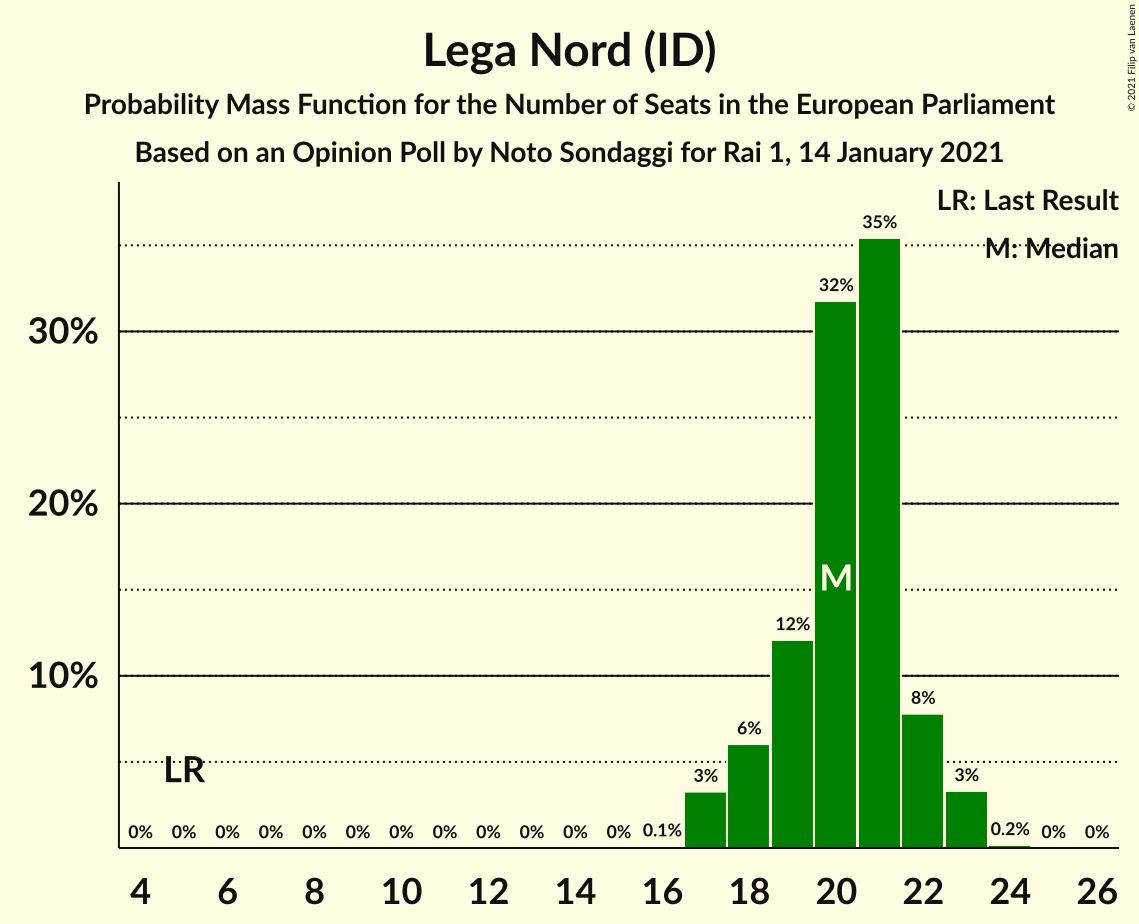 Lega Nord (ID)
Probability Mass Function for the Number of Seats in the European Parliament
Based on an Opinion Poll by Noto Sondaggi for Rai 1, 14 January 2021
© 2021 Filip van Laenen
LR: Last Result
M: Median
35%
32%
30%
20%
M
12%
10%
8%
6%
LR
3% 3%
0% 0% 0% 0% 0% 0% 0% 0% 0% 0% 0% 0% 0.1% 0.2% 0% 0%
4 6 8 10 12 14 16 18 20 22 24 26